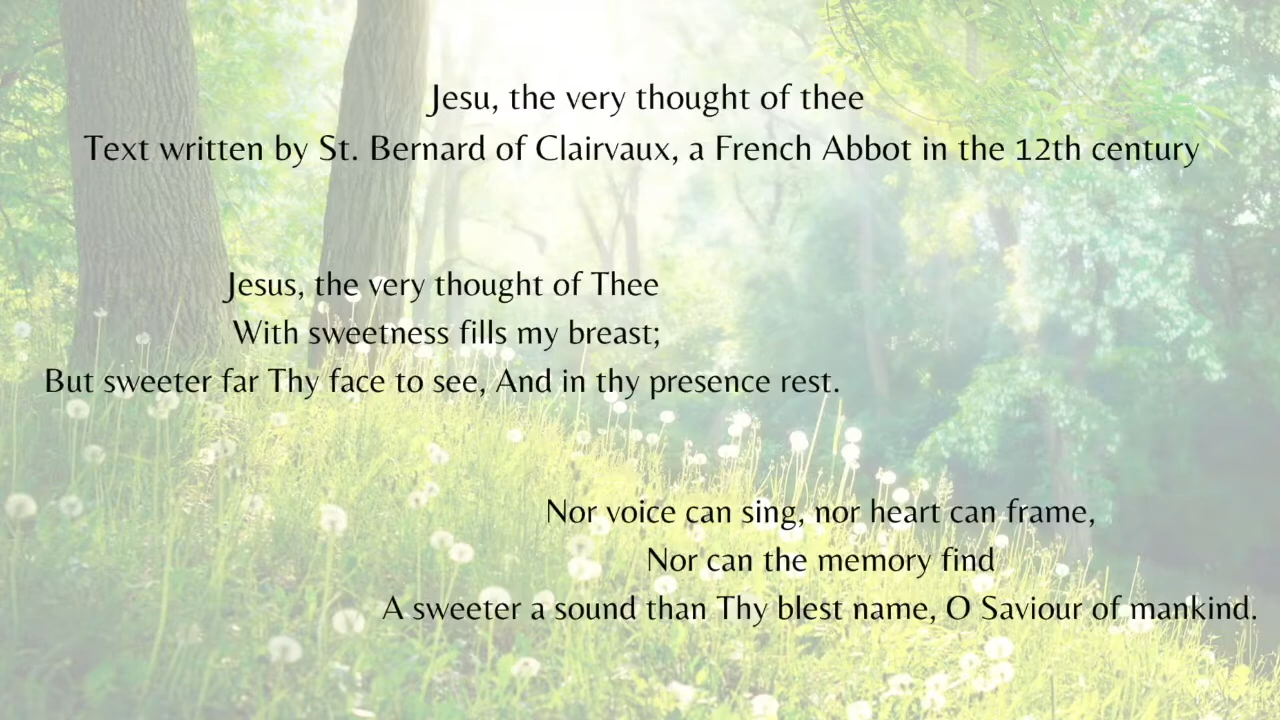 Jesu, the very thought of thee
Text written by St. Bernard of Clairvaux, a French Abbot in the 12th century
Jesus, the very thought of Thee
With sweetness fills my breast;
But sweeter far Thy face to see, And in thy presence rest.
Nor voice can sing, nor heart can frame,
Nor can the memory find
A sweeter a sound than Thy blest name, O Saviour of mankind.